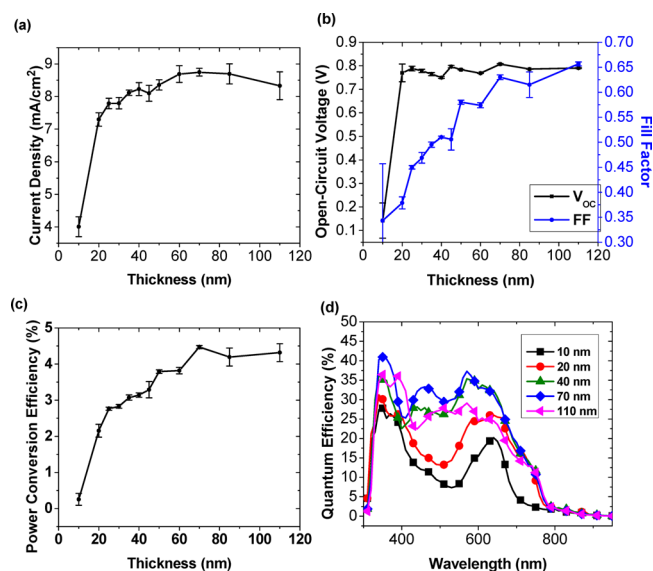 (a)
Current Density (mA/cm²)
9
8
7
6
5
4
0 20 40 60 80 100 120
Thickness (nm)
(b)
Open-Circuit Voltage (V)
0.9
0.8
0.7
0.6
0.5
0.4
0.3
0.2
0.1
0 20 40 60 80 100 120
Thickness (nm)
0.70
0.65
0.60
0.55
0.50
0.45
0.40
0.35
0.30
Fill Factor
VOC
FF
(c)
Power Conversion Efficiency (%)
5
4
3
2
1
0
0 20 40 60 80 100 120
Thickness (nm)
(d)
Quantum Efficiency (%)
50
45
40
35
30
25
20
15
10
5
0
400 600 800
Wavelength (nm)
10 nm
20 nm
40 nm
70 nm
110 nm